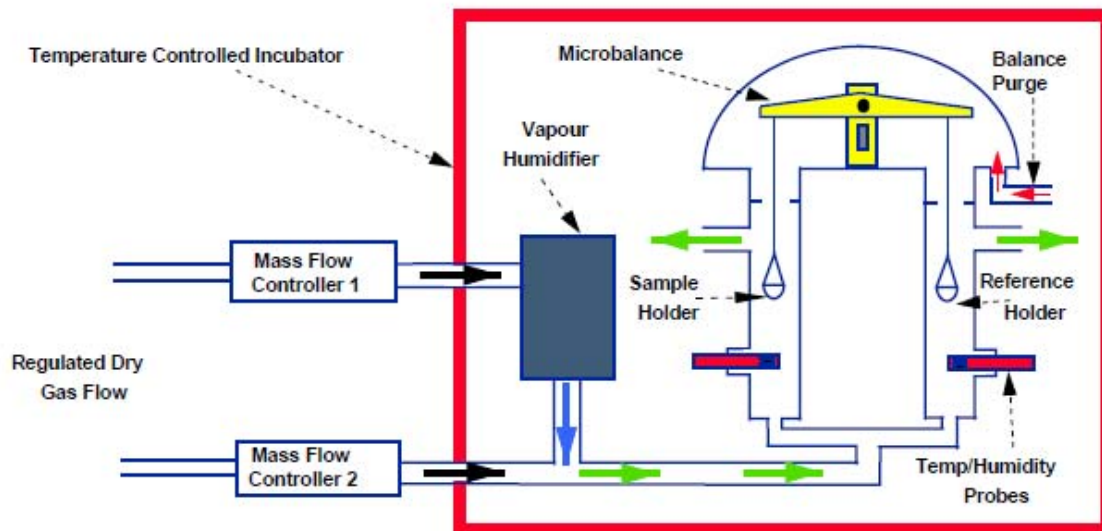 Temperature Controlled Incubator
Microbalance
Balance
Purge
Vapour
Humidifier
Mass Flow
Controller 1
Sample
Holder
Reference
Holder
Regulated Dry
Gas Flow
Mass Flow
Controller 2
Temp/Humidity
Probes